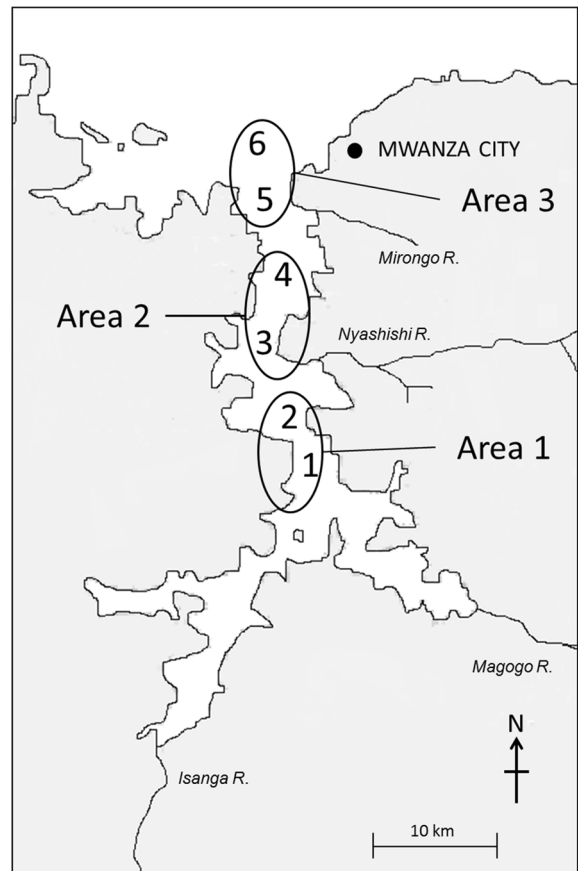 6
MWANZA CITY
5
Area 3
Mirongo R.
4
Area 2
3
Nyashishi R.
2
1
Area 1
Magogo R.
N
Isanga R.
10 km